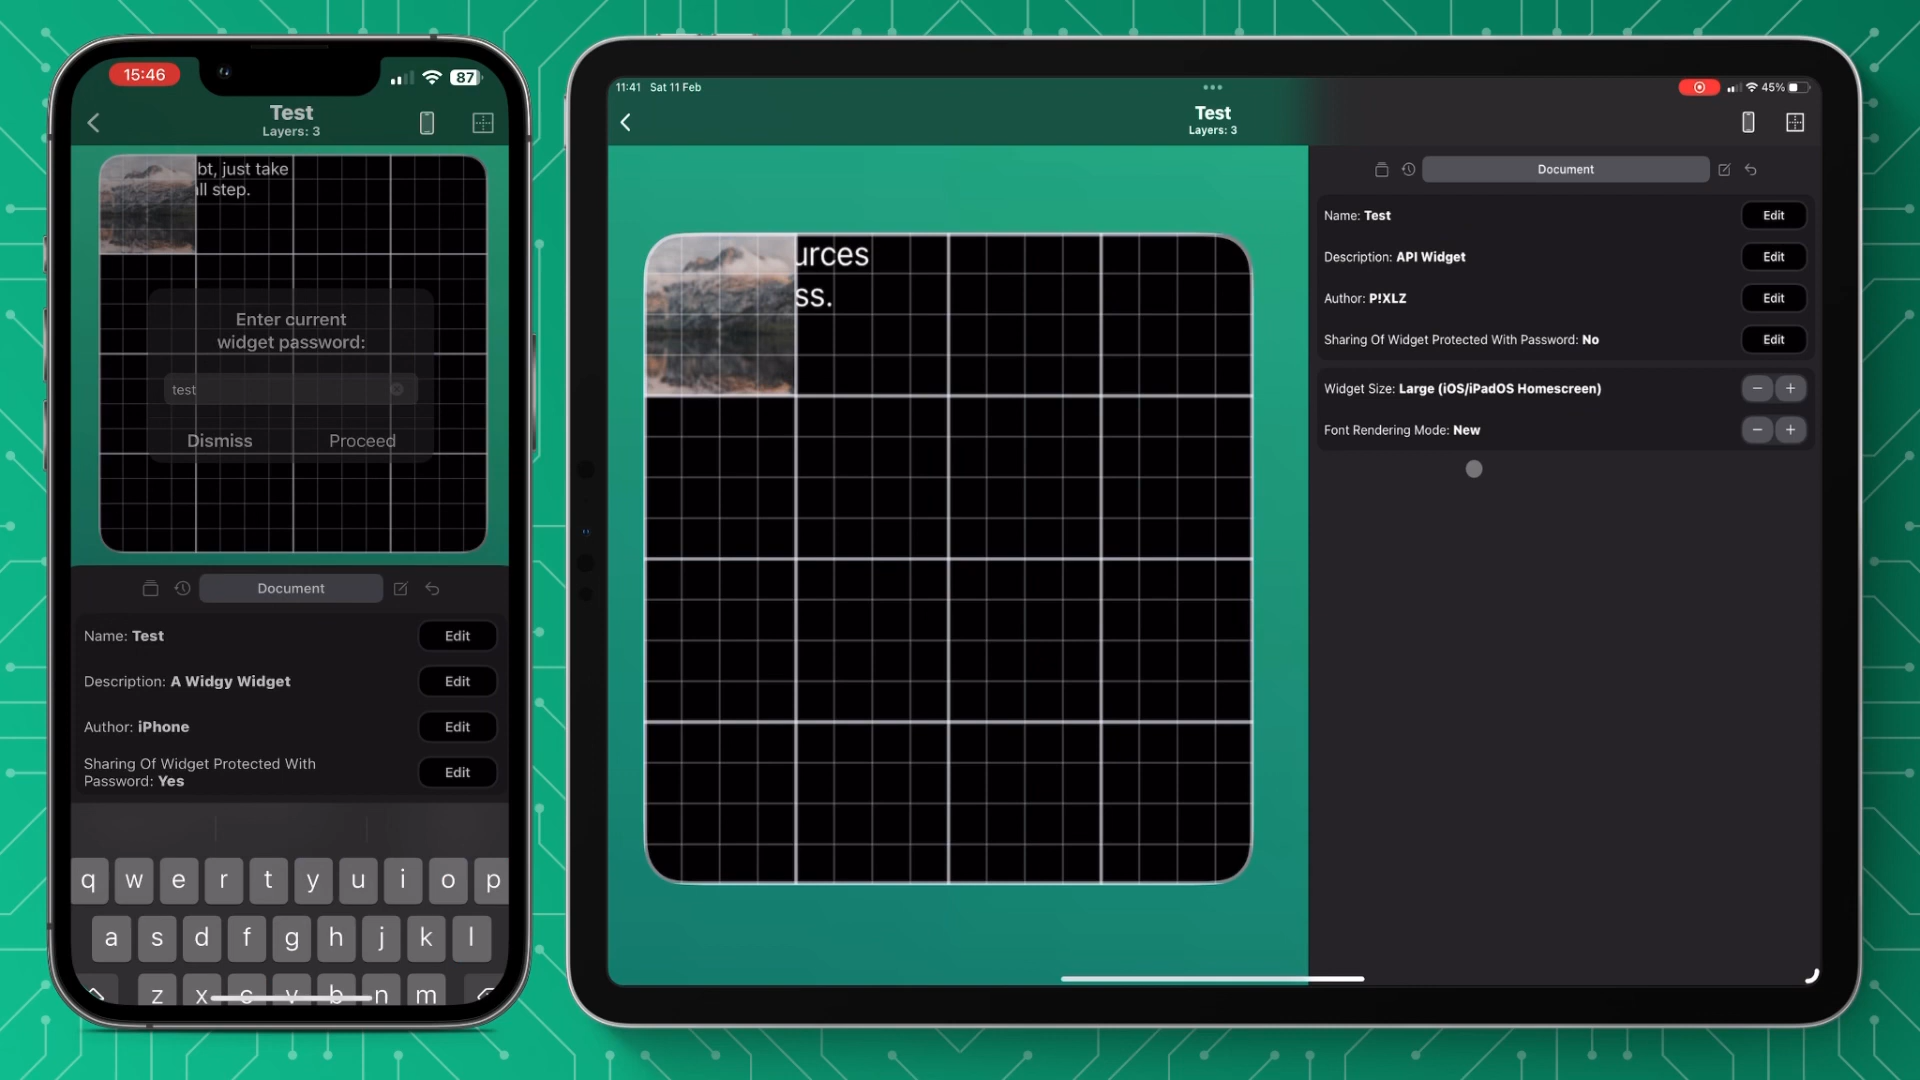 15:46
87
Test
Layers: 3
bt, just take
ll step.
Enter current
widget password:
test
Dismiss
Proceed
Document
Name: Test
Edit
Description: A Widgy Widget
Edit
Author: iPhone
Edit
Sharing Of Widget Protected With
Password: Yes
Edit
q w e r t y u i o p
a s d f g h j k l
z x c v b n m
11:41 Sat 11 Feb
45%
Test
Layers: 3
urces
ss.
Document
Name: Test
Edit
Description: API Widget
Edit
Author: P!XLZ
Edit
Sharing Of Widget Protected With Password: No
Edit
Widget Size: Large (iOS/iPadOS Homescreen)
− +
Font Rendering Mode: New
− +